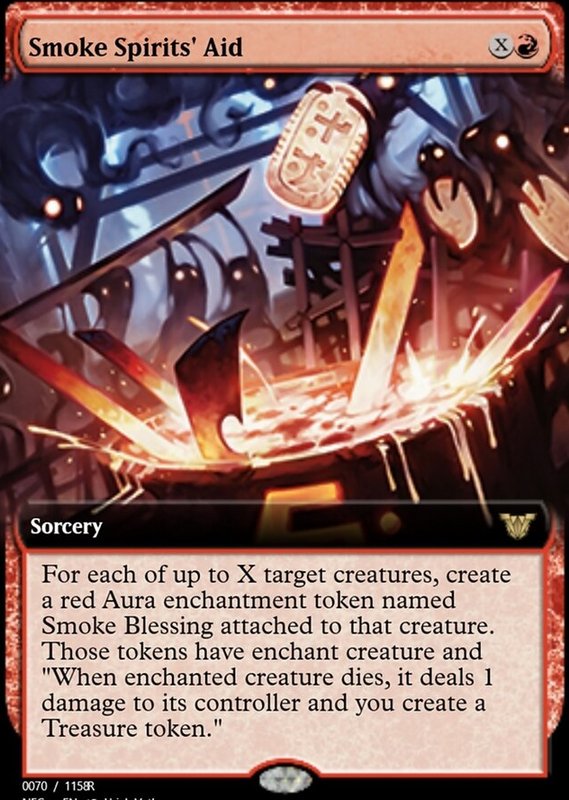 Smoke Spirits' Aid
X
Sorcery
For each of up to X target creatures, create
a red Aura enchantment token named
Smoke Blessing attached to that creature.
Those tokens have enchant creature and
"When enchanted creature dies, it deals 1
damage to its controller and you create a
Treasure token."
0070 / 1158R